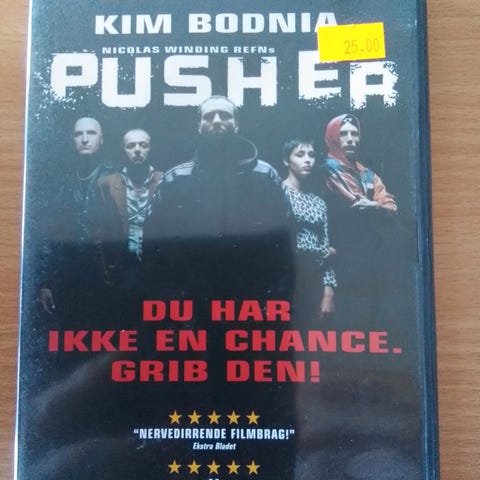 KIM BODNIA
25.00
NICOLAS WINDING REFNs
PUSHER
DU HAR
IKKE EN CHANCE.
GRIB DEN!
"NERVEDIRRENDE FILMBRAG!"
Ekstra Bladet